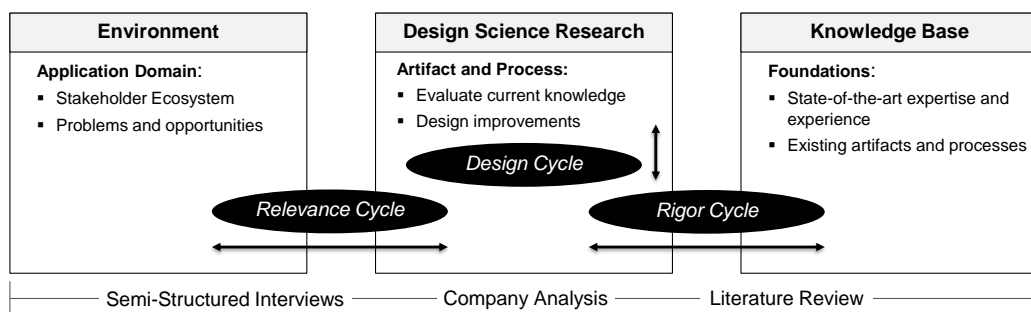 Environment
Application Domain:
▪ Stakeholder Ecosystem
▪ Problems and opportunities
Design Science Research
Artifact and Process:
▪ Evaluate current knowledge
▪ Design improvements
Knowledge Base
Foundations:
▪ State-of-the-art expertise and
experience
▪ Existing artifacts and processes
Design Cycle
Relevance Cycle
Rigor Cycle
Semi-Structured Interviews
Company Analysis
Literature Review